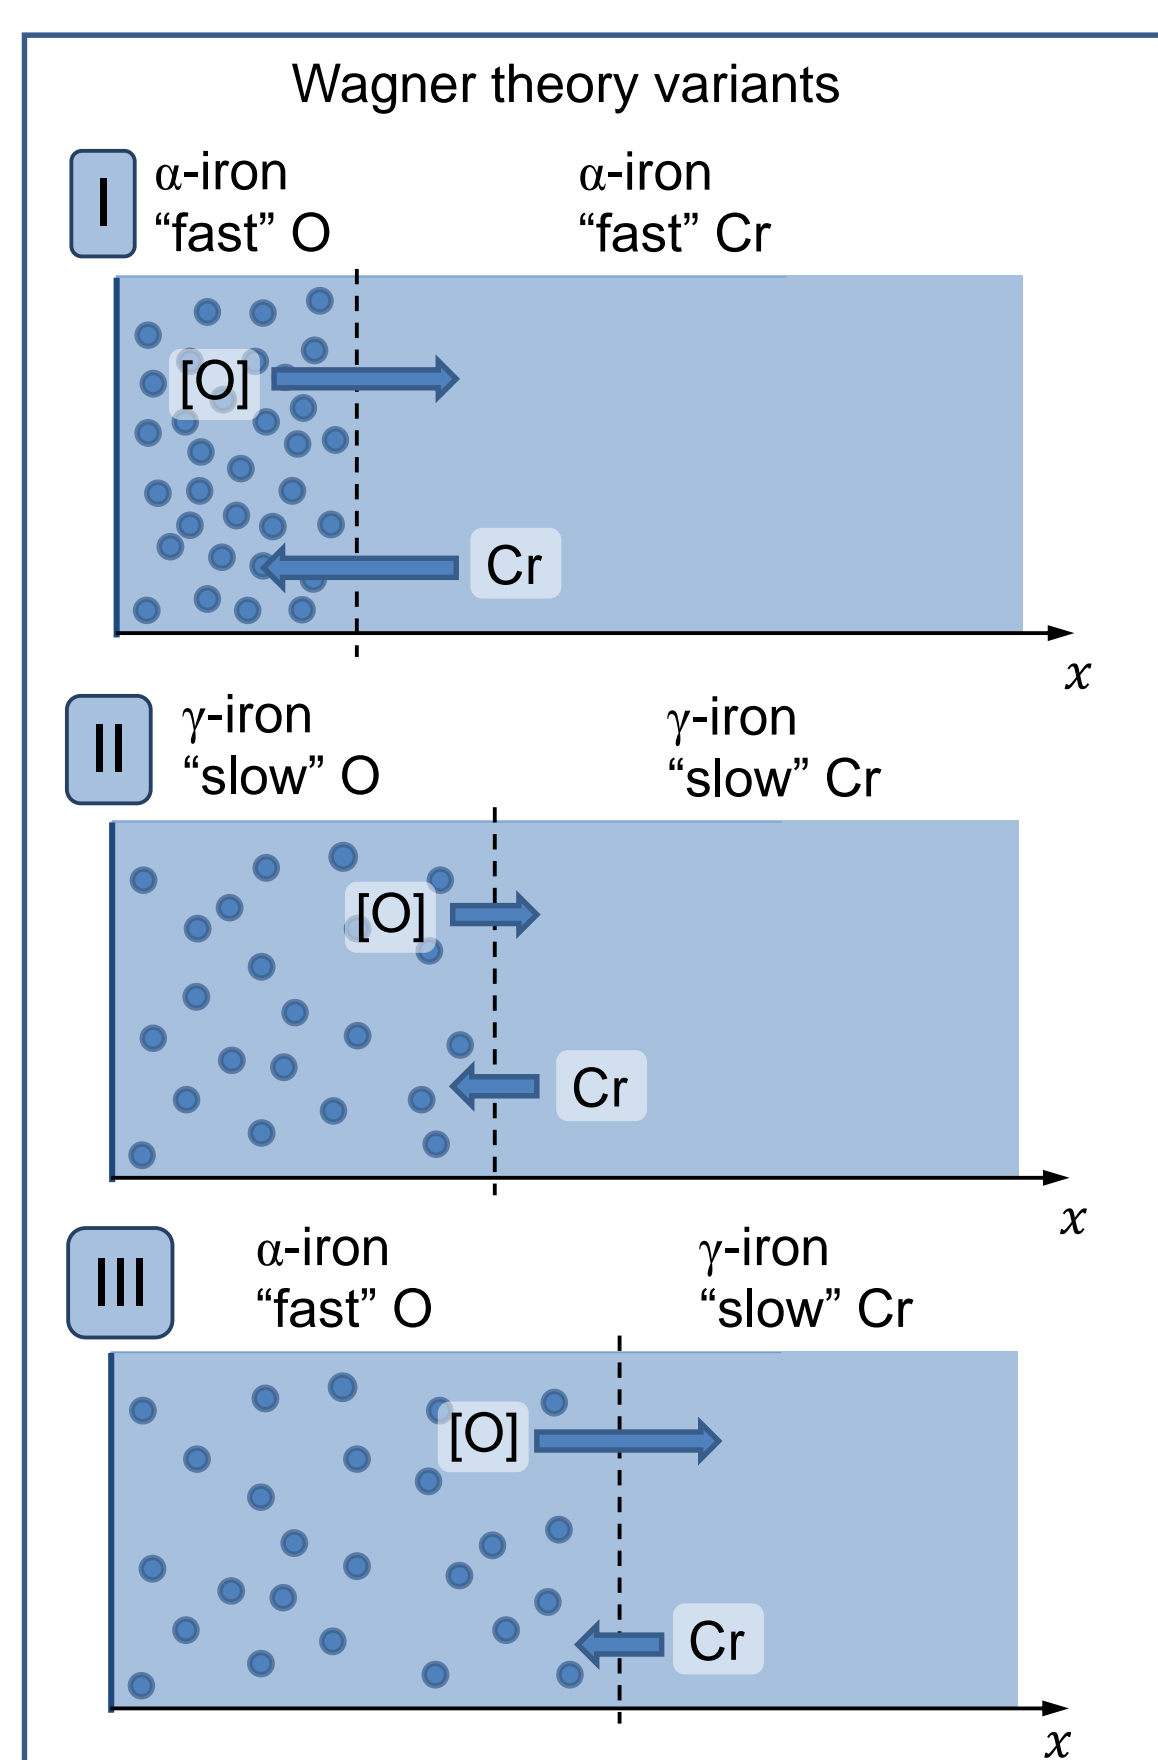 Wagner theory variants
I
α-iron
“fast” O
α-iron
“fast” Cr
[O]
Cr
x
II
γ-iron
“slow” O
γ-iron
“slow” Cr
[O]
Cr
x
III
α-iron
“fast” O
γ-iron
“slow” Cr
[O]
Cr
x